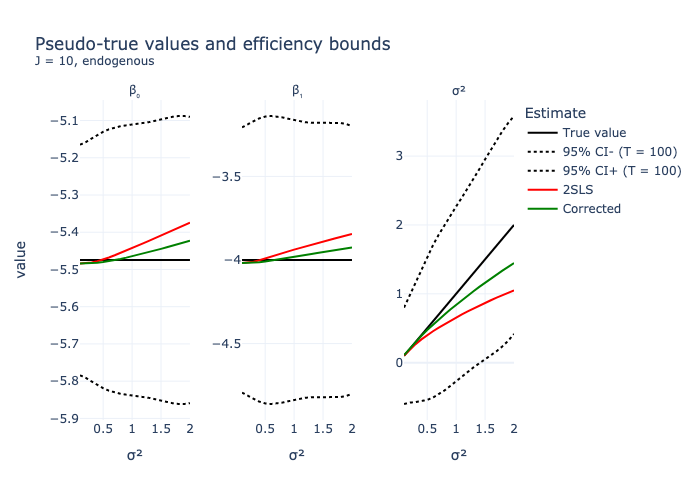 Pseudo-true values and efficiency bounds
J = 10, endogenous
β₀
β₁
σ²
Estimate
True value
95% CI- (T = 100)
95% CI+ (T = 100)
2SLS
Corrected
value
−5.1
−5.2
−5.3
−5.4
−5.5
−5.6
−5.7
−5.8
−5.9
−3.5
−4
−4.5
3
2
1
0
0.5 1 1.5 2
0.5 1 1.5 2
0.5 1 1.5 2
σ²
σ²
σ²